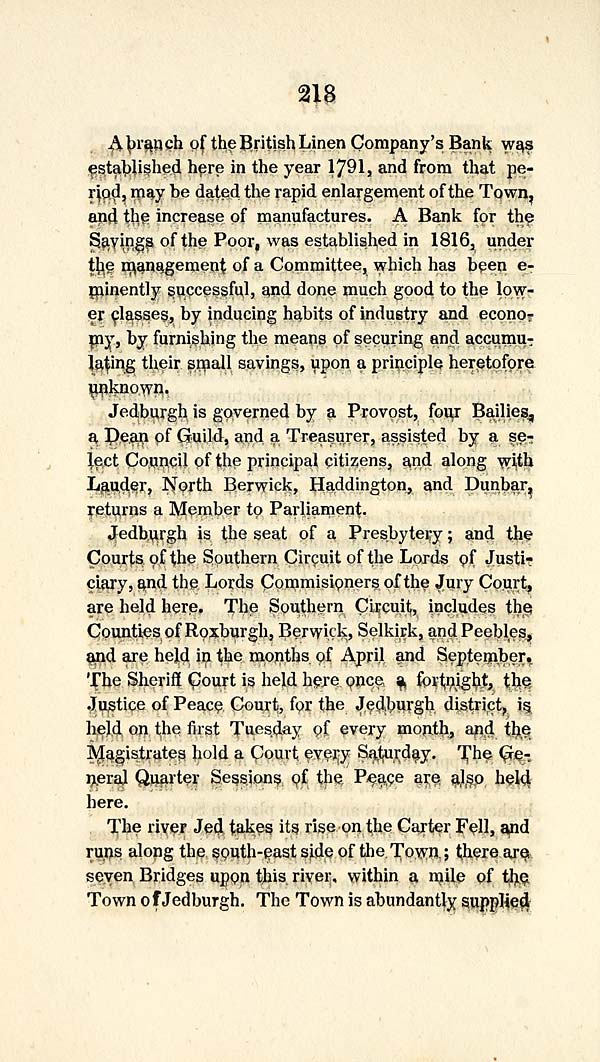 218
A branch of the British Linen Company's Bank was
established here in the year 1791, and from that pe-
riod, may be dated the rapid enlargement of the Town,
and the increase of manufactures. A Bank for the
Savings of the Poor, was established in 1816, under
the management of a Committee, which has been e-
minently successful, and done much good to the low-
er classes, by inducing habits of industry and econo-
my, by furnishing the means of securing and accumu-
lating their small savings, upon a principle heretofore
unknown.
Jedburgh is governed by a Provost, four Bailies,
a Dean of Guild, and a Treasurer, assisted by a se-
lect Council of the principal citizens, and along with
Lauder, North Berwick, Haddington, and Dunbar,
returns a Member to Parliament.
Jedburgh is the seat of a Presbytery; and the
Courts of the Southern Circuit of the Lords of Justi-
ciary, and the Lords Commisioners of the Jury Court,
are held here. The Southern Circuit, includes the
Counties of Roxburgh, Berwick, Selkirk, and Peebles,
and are held in the months of April and September.
The Sheriff Court is held here once a fortnight, the
Justice of Peace Court, for the Jedburgh district, is
held on the first Tuesday of every month, and the
Magistrates hold a Court every Saturday. The Ge-
neral Quarter Sessions of the Peace are also held
here.
The river Jed takes its rise on the Carter Fell, and
runs along the south-east side of the Town; there are
seven Bridges upon this river, within a mile of the
Town of Jedburgh. The Town is abundantly supplied